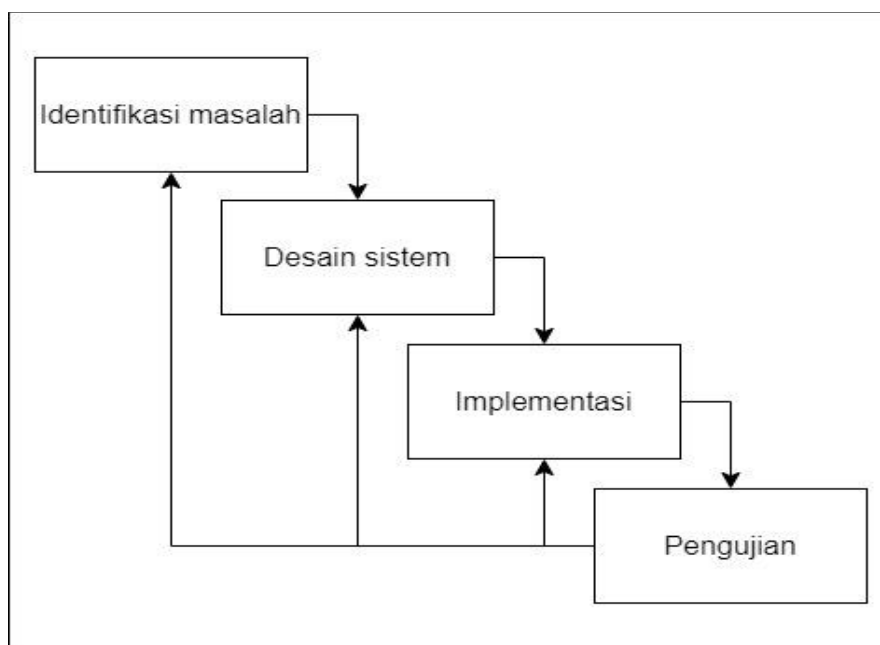 Identifikasi masalah
Desain sistem
Implementasi
Pengujian